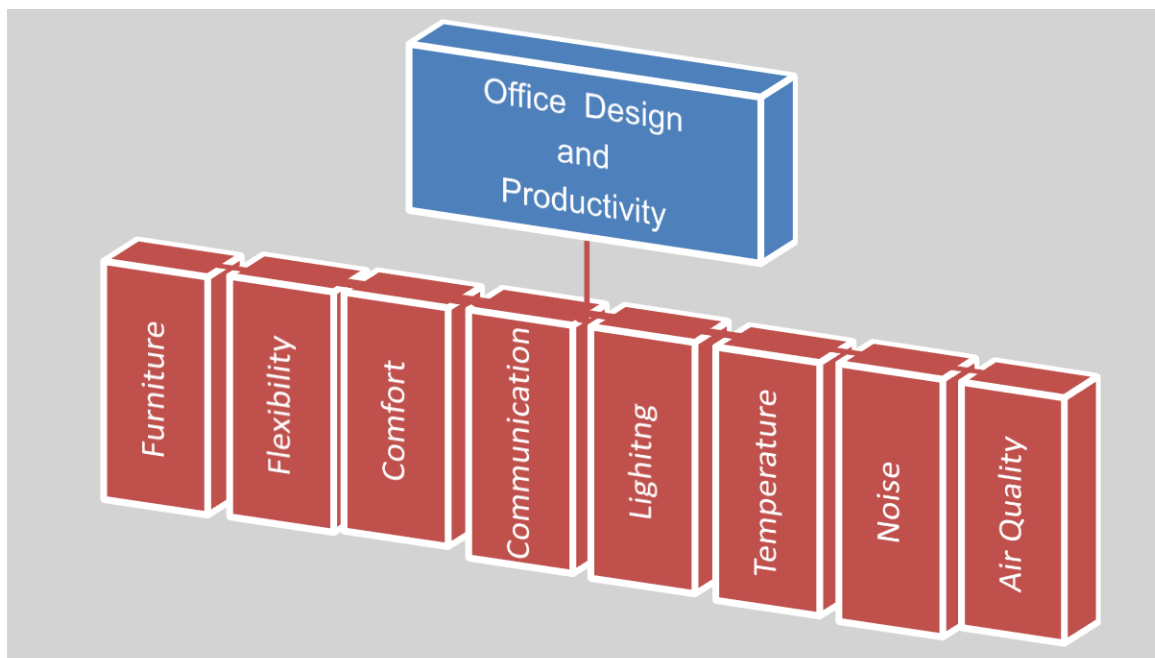 Office Design
and
Productivity
Furniture
Flexibility
Comfort
Communication
Lighitng
Temperature
Noise
Air Quality